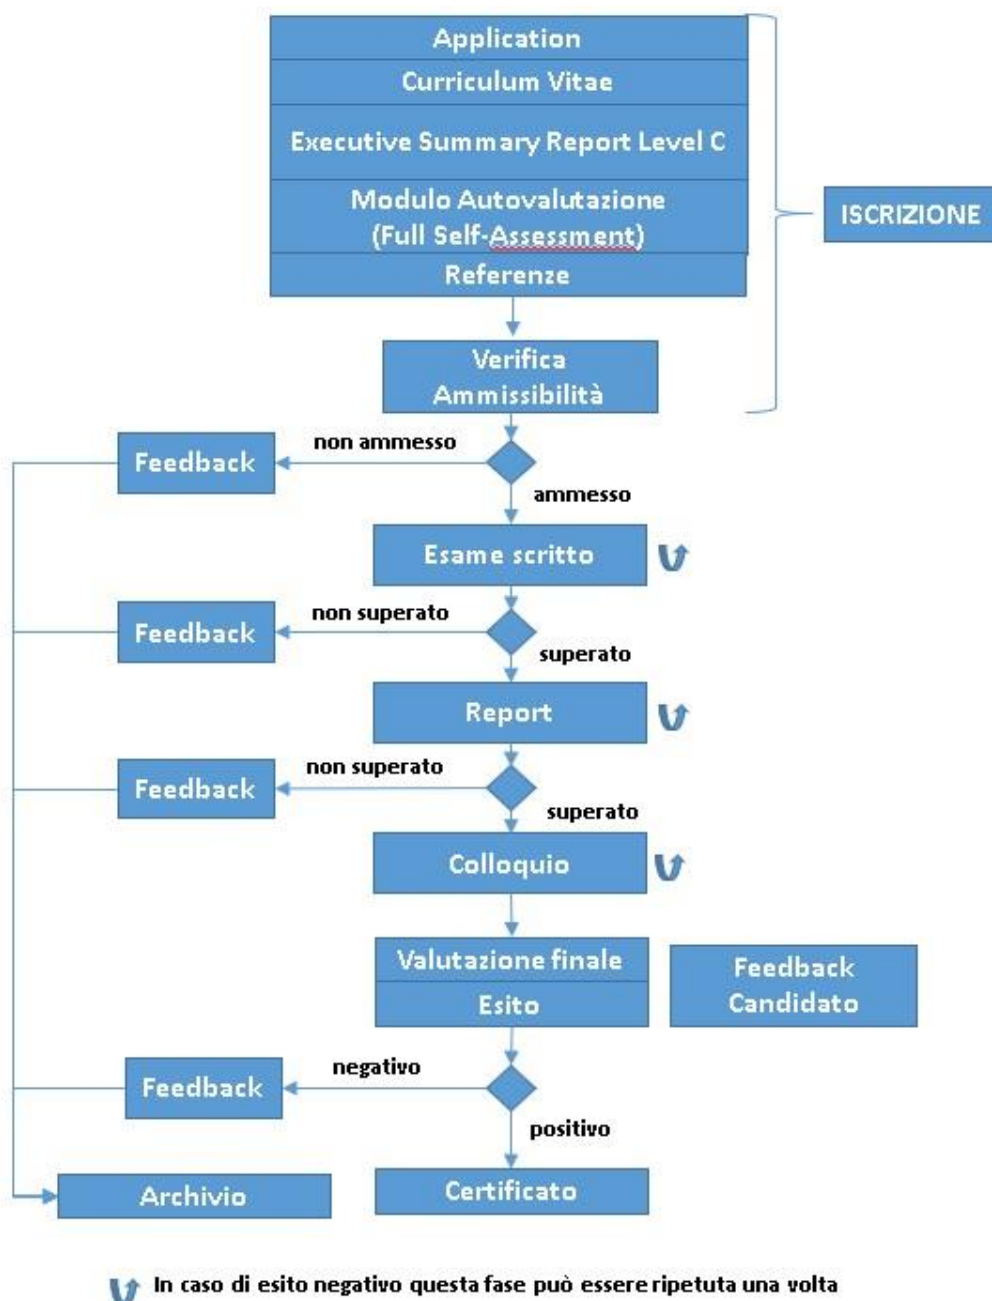 Application
Curriculum Vitae
Executive Summary Report Level C
Modulo Autovalutazione
(Full Self-Assessment)
ISCRIZIONE
Referenze
Verifica
Ammissibilità
non ammesso
Feedback
ammesso
Esame scritto
non superato
Feedback
superato
Report
non superato
Feedback
superato
Colloquio
Valutazione finale
Esito
Feedback
Candidato
negativo
Feedback
positivo
Archivio
Certificato
In caso di esito negativo questa fase può essere ripetuta una volta